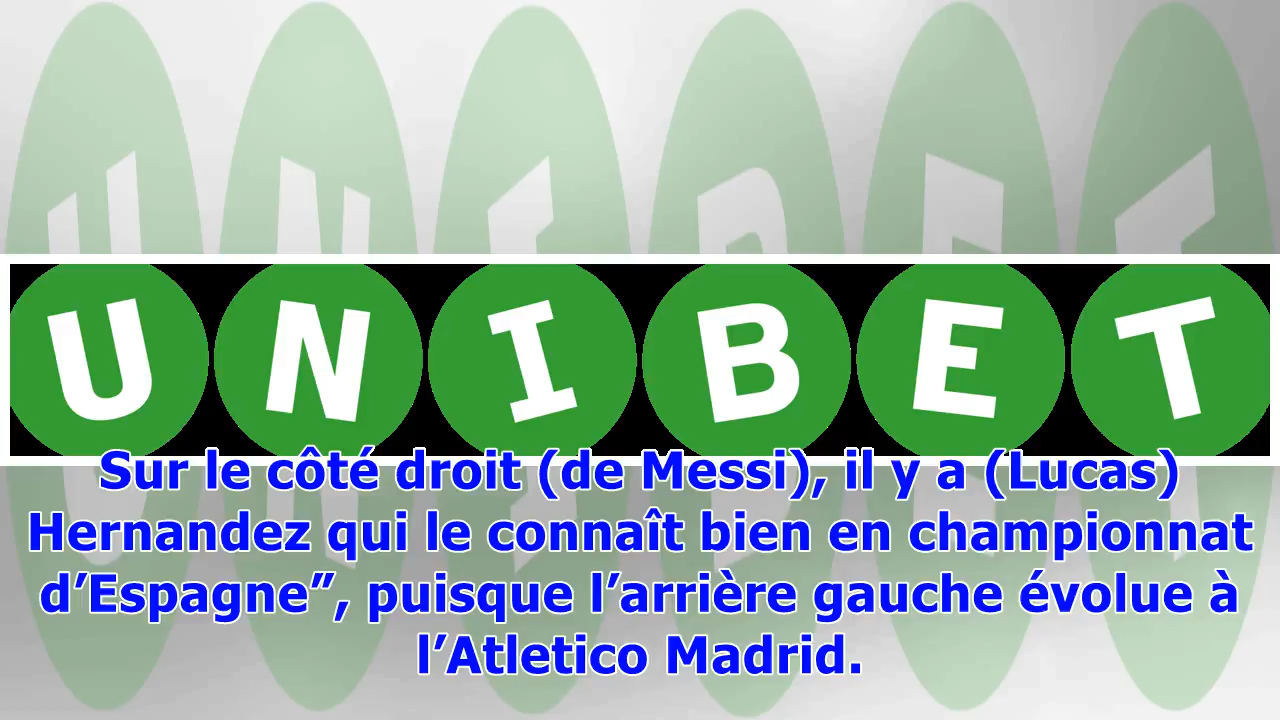 UNIBET
Sur le côté droit (de Messi), il y a (Lucas)
Hernandez qui le connaît bien en championnat
d’Espagne”, puisque l’arrière gauche évolue à
l’Atletico Madrid.